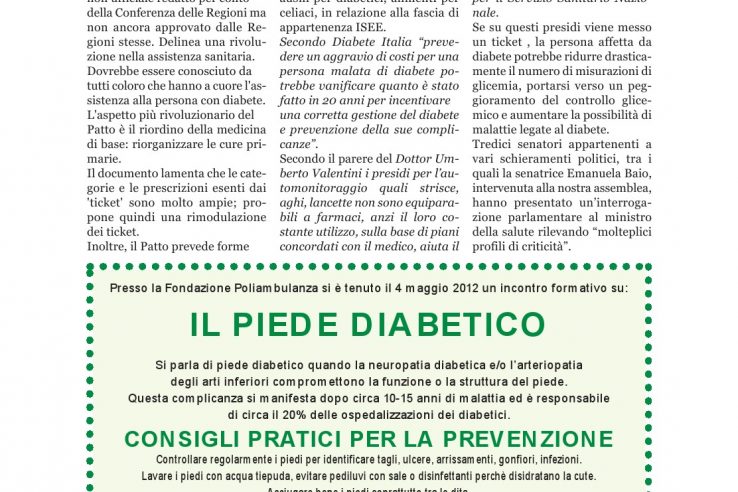 della Conferenza delle Regioni ma
non ancora approvato dalle Re-
gioni stesse. Delinea una rivolu-
zione nella assistenza sanitaria.
Dovrebbe essere conosciuto da
tutti coloro che hanno a cuore l'as-
sistenza alla persona con diabete.
L'aspetto più rivoluzionario del
Patto è il riordino della medicina
di base: riorganizzare le cure pri-
marie.
Il documento lamenta che le cate-
gorie e le prescrizioni esenti dai
'ticket' sono molto ampie; pro-
pone quindi una rimodulazione
dei ticket.
Inoltre, il Patto prevede forme
celiaci, in relazione alla fascia di
appartenenza ISEE.
Secondo Diabete Italia "preve-
dere un aggravio di costi per una
persona malata di diabete po-
trebbe vanificare quanto è stato
fatto in 20 anni per incentivare
una corretta gestione del diabete
e prevenzione della sue compli-
canze".
Secondo il parere del Dottor Um-
berto Valentini i presidi per l'au-
tomonitoraggio quali strisce,
aghi, lancette non sono equipara-
bili a farmaci, anzi il loro co-
stante utilizzo, sulla base di piani
concordati con il medico, aiuta il
per il Servizio Sanitario Nazio-
nale.
Se su questi presidi viene messo
un ticket , la persona affetta da
diabete potrebbe ridurre drastica-
mente il numero di misurazioni di
glicemia, portarsi verso un peg-
gioramento del controllo glice-
mico e aumentare la possibilità di
malattie legate al diabete.
Tredici senatori appartenenti a
vari schieramenti politici, tra i
quali la senatrice Emanuela Baio,
intervenuta alla nostra assemblea,
hanno presentato un'interroga-
zione parlamentare al ministro
della salute rilevando "molteplici
profili di criticità".
Presso la Fondazione Poliambulanza si è tenuto il 4 maggio 2012 un incontro formativo su:
IL PIEDE DIABETICO
Si parla di piede diabetico quando la neuropatia diabetica e/o l'arteriopatia
degli arti inferiori compromettono la funzione o la struttura del piede.
Questa complicanza si manifesta dopo circa 10-15 anni di malattia ed è responsabile
di circa il 20% delle ospedalizzazioni dei diabetici.
CONSIGLI PRATICI PER LA PREVENZIONE
Controllare regolarmente i piedi per identificare tagli, ulcere, arrissamenti, gonfiori, infezioni.
Lavare i piedi con acqua tiepuda, evitare pediluvi con sale o disinfettanti perchè disidratano la cute.